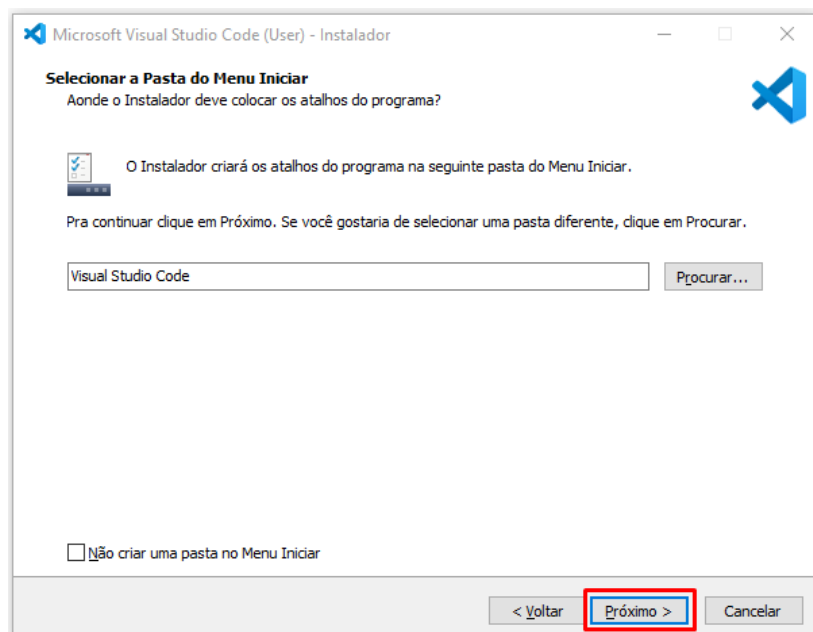 Microsoft Visual Studio Code (User) - Instalador
Selecionar a Pasta do Menu Iniciar
Aonde o Instalador deve colocar os atalhos do programa?
O Instalador criará os atalhos do programa na seguinte pasta do Menu Iniciar.
Pra continuar clique em Próximo. Se você gostaria de selecionar uma pasta diferente, clique em Procurar.
Visual Studio Code
Procurar...
Não criar uma pasta no Menu Iniciar
< Voltar
Próximo >
Cancelar